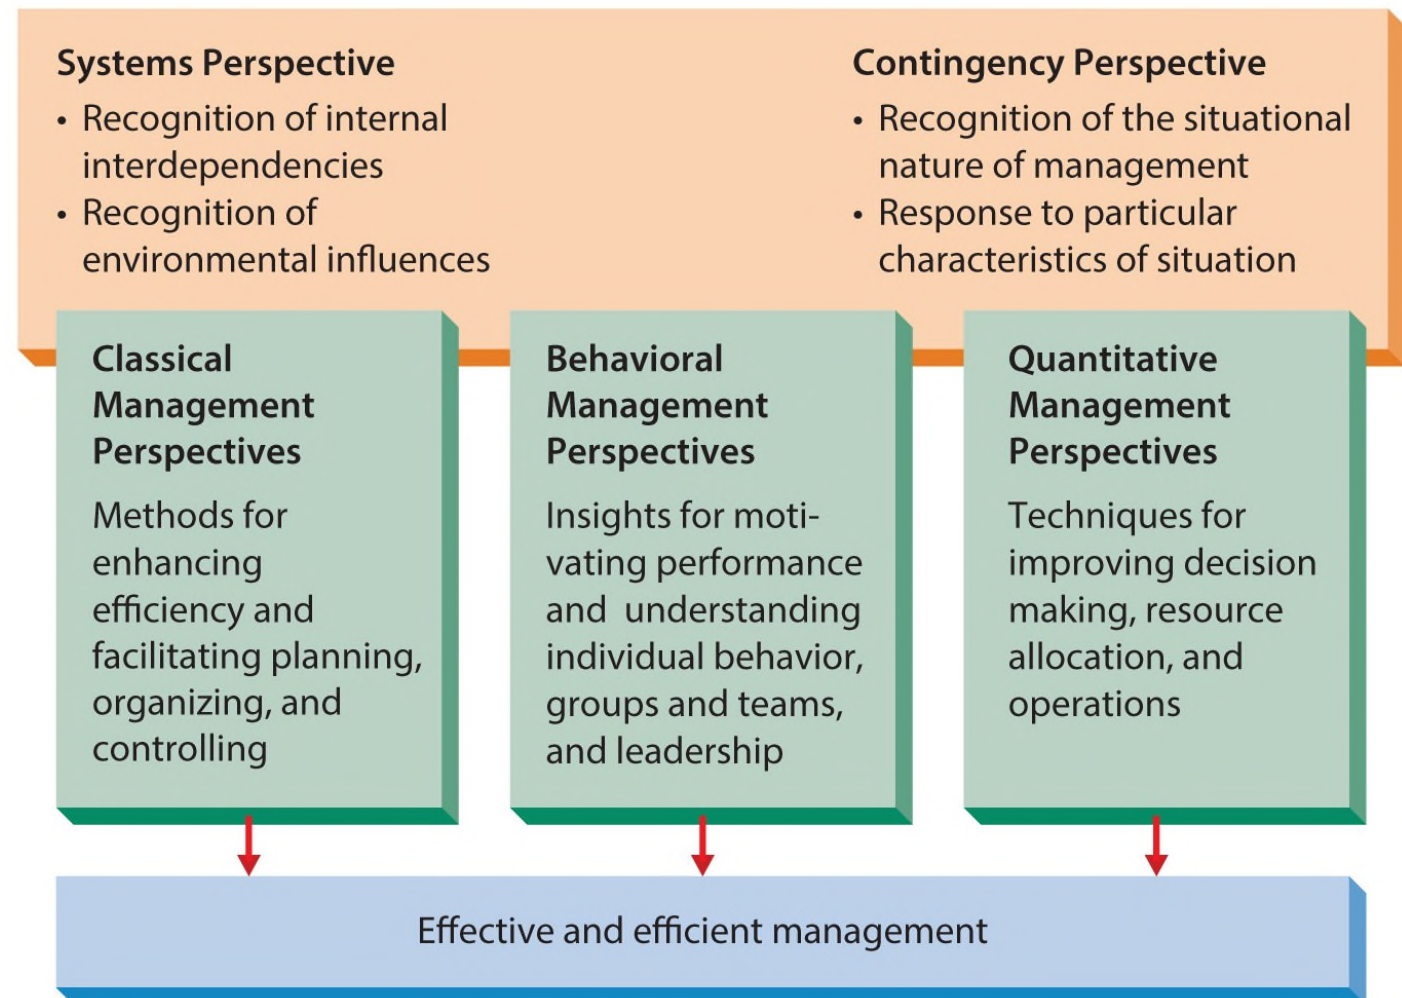 Systems Perspective
• Recognition of internal
interdependencies
• Recognition of
environmental influences
Contingency Perspective
• Recognition of the situational
nature of management
• Response to particular
characteristics of situation
Classical
Management
Perspectives
Methods for
enhancing
efficiency and
facilitating planning,
organizing, and
controlling
Behavioral
Management
Perspectives
Insights for moti-
vating performance
and understanding
individual behavior,
groups and teams,
and leadership
Quantitative
Management
Perspectives
Techniques for
improving decision
making, resource
allocation, and
operations
Effective and efficient management